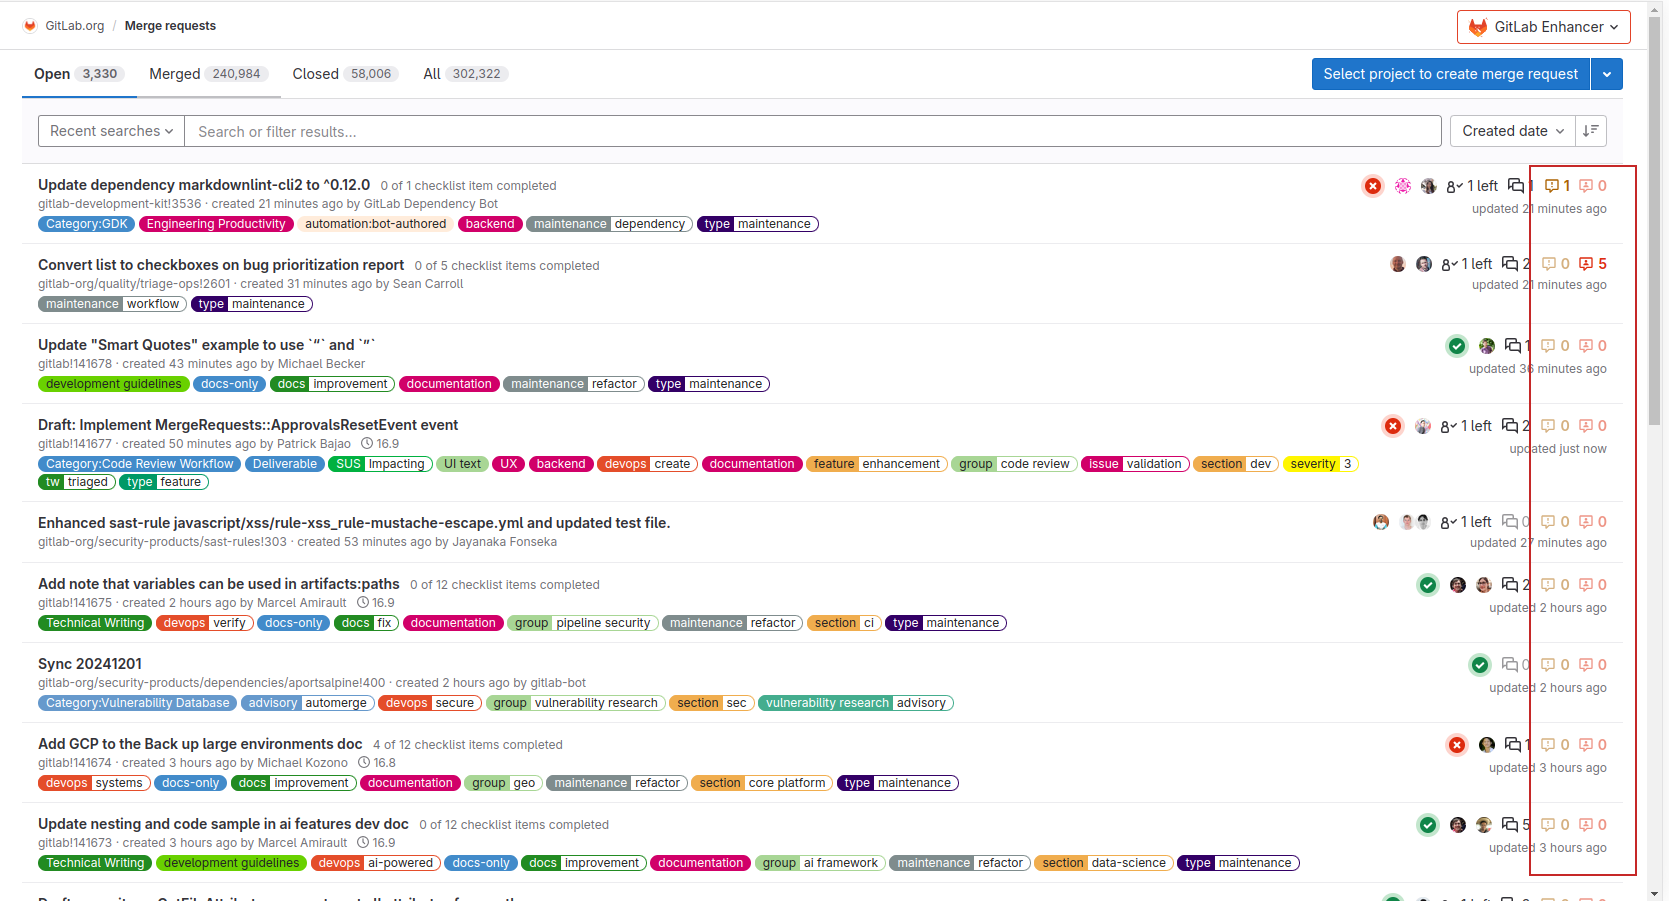 GitLab.org / Merge requests
GitLab Enhancer
Open 3,330 Merged 240,984 Closed 58,006 All 302,322
Select project to create merge request
Recent searches Search or filter results... Created date
Update dependency markdownlint-cli2 to ^0.12.0 0 of 1 checklist item completed
1 left 1 1 0
gitlab-development-kit!3536 · created 21 minutes ago by GitLab Dependency Bot
updated 21 minutes ago
Category:GDK Engineering Productivity automation:bot-authored backend maintenance dependency type maintenance
Convert list to checkboxes on bug prioritization report 0 of 5 checklist items completed
1 left 2 0 5
gitlab-org/quality/triage-ops!2601 · created 31 minutes ago by Sean Carroll
updated 21 minutes ago
maintenance workflow type maintenance
Update "Smart Quotes" example to use `“` and `”`
1 0 0
gitlab!141678 · created 43 minutes ago by Michael Becker
updated 36 minutes ago
development guidelines docs-only docs improvement documentation maintenance refactor type maintenance
Draft: Implement MergeRequests::ApprovalsResetEvent event
1 left 2 0 0
gitlab!141677 · created 50 minutes ago by Patrick Bajao 16.9
updated just now
Category:Code Review Workflow Deliverable SUS Impacting UI text UX backend devops create documentation feature enhancement group code review issue validation section dev severity 3
tw triaged type feature
Enhanced sast-rule javascript/xss/rule-xss_rule-mustache-escape.yml and updated test file.
1 left 0 0 0
gitlab-org/security-products/sast-rules!303 · created 53 minutes ago by Jayanaka Fonseka
updated 27 minutes ago
Add note that variables can be used in artifacts:paths 0 of 12 checklist items completed
2 0 0
gitlab!141675 · created 2 hours ago by Marcel Amirault 16.9
updated 2 hours ago
Technical Writing devops verify docs-only docs fix documentation group pipeline security maintenance refactor section ci type maintenance
Sync 20241201
0 0 0
gitlab-org/security-products/dependencies/aportsalpine!400 · created 2 hours ago by gitlab-bot
updated 2 hours ago
Category:Vulnerability Database advisory automerge devops secure group vulnerability research section sec vulnerability research advisory
Add GCP to the Back up large environments doc 4 of 12 checklist items completed
1 0 0
gitlab!141674 · created 3 hours ago by Michael Kozono 16.8
updated 3 hours ago
devops systems docs-only docs improvement documentation group geo maintenance refactor section core platform type maintenance
Update nesting and code sample in ai features dev doc 0 of 12 checklist items completed
5 0 0
gitlab!141673 · created 3 hours ago by Marcel Amirault 16.9
updated 3 hours ago
Technical Writing development guidelines devops ai-powered docs-only docs improvement documentation group ai framework maintenance refactor section data-science type maintenance